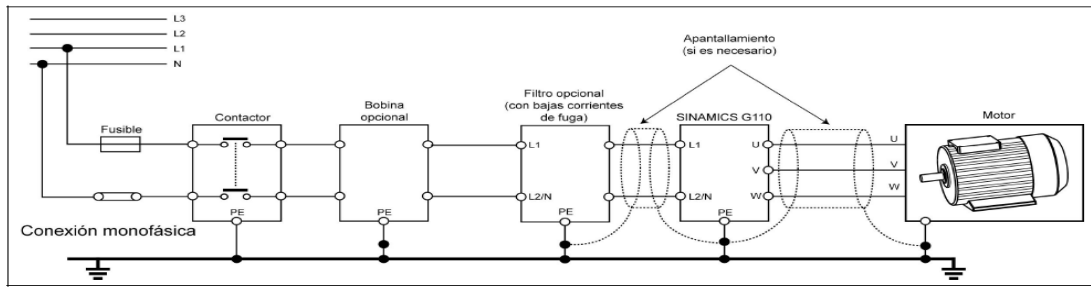 L3
L2
L1
N
Apantallamiento
(si es necesario)
Fusible
Contactor
Bobina
opcional
Filtro opcional
(con bajas corrientes
de fuga)
SINAMICS G110
Motor
L1
L1
U
U
V
V
W
L2/N
L2/N
W
PE
PE
PE
PE
Conexión monofásica